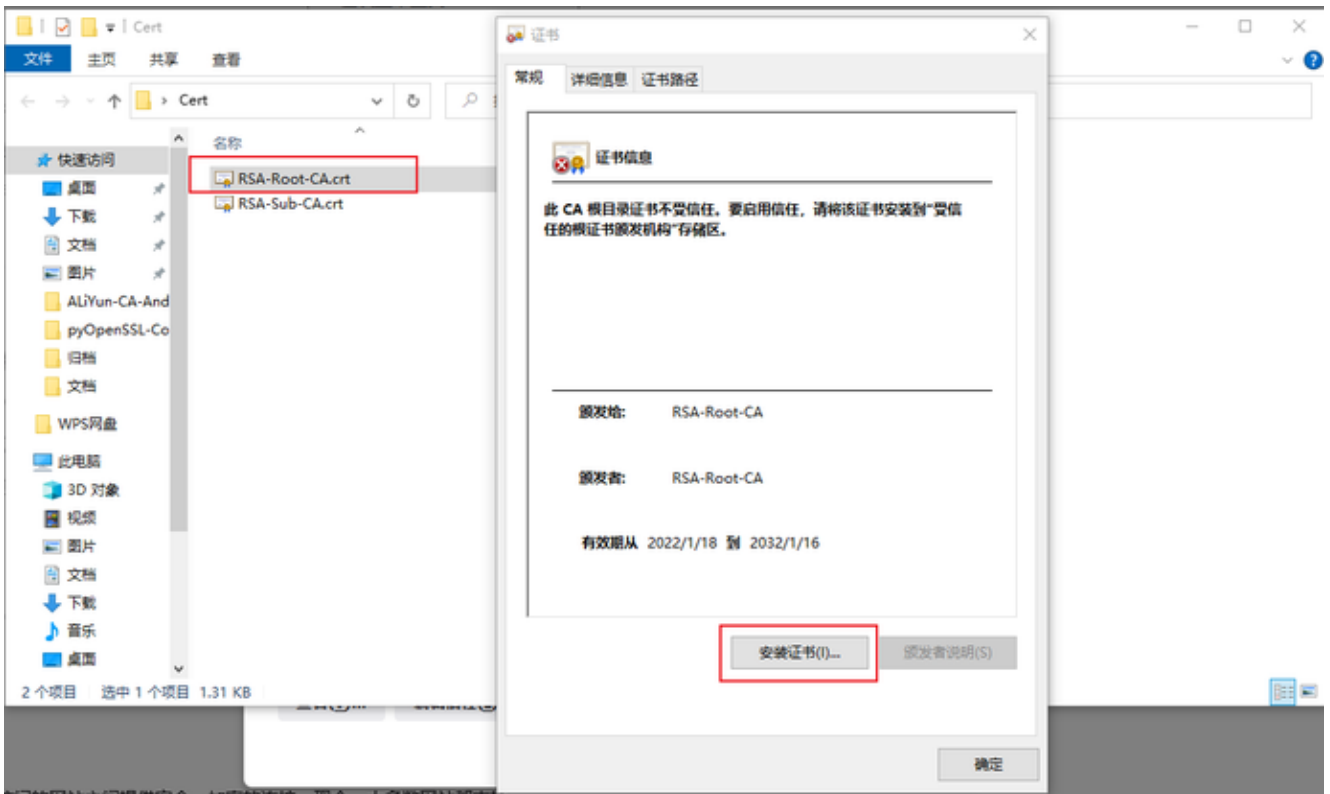 Cert
文件 主页 共享 查看
Cert
名称
快速访问
桌面
下载
文档
图片
ALiYun-CA-And
pyOpenSSL-Co
归档
文档
WPS网盘
此电脑
3D 对象
视频
图片
文档
下载
音乐
桌面
RSA-Root-CA.crt
RSA-Sub-CA.crt
2 个项目 选中 1 个项目 1.31 KB
证书
常规 详细信息 证书路径
证书信息
此 CA 根目录证书不受信任。要启用信任，请将该证书安装到"受信
任的根证书颁发机构"存储区。
颁发给: RSA-Root-CA
颁发者: RSA-Root-CA
有效期从 2022/1/18 到 2032/1/16
安装证书(I)... 颁发者说明(S)
确定